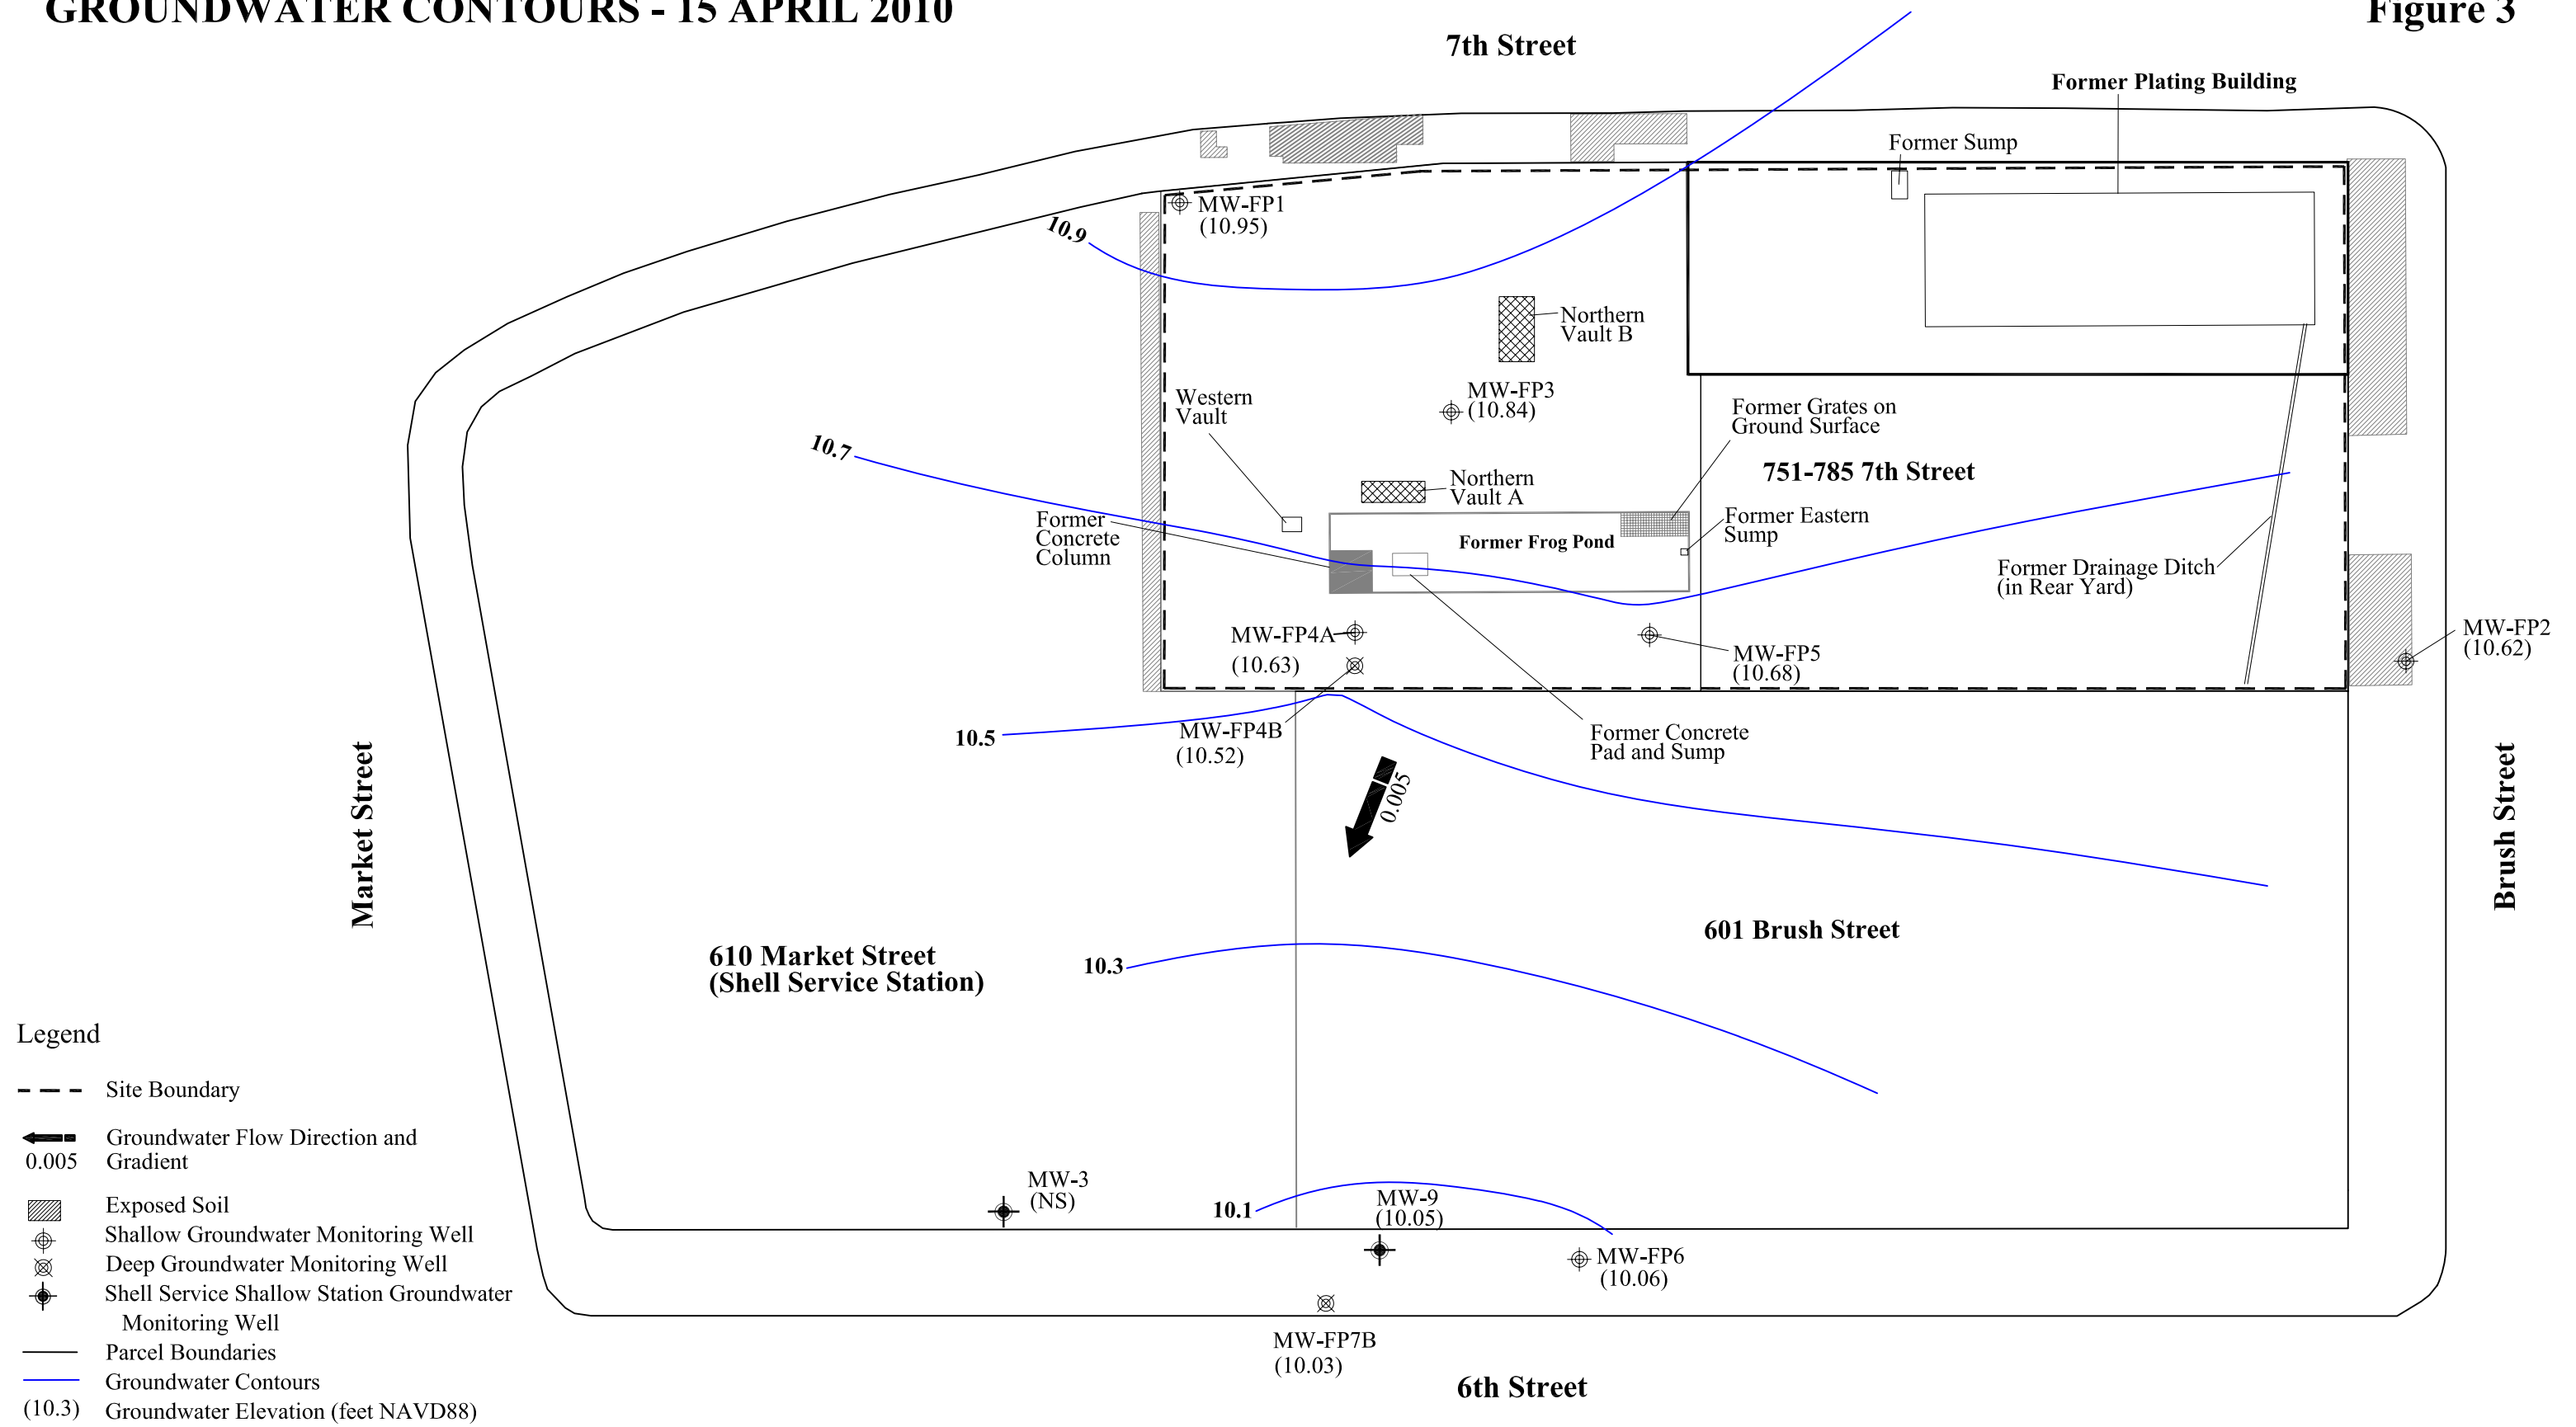 GROUNDWATER CONTOURS - 15 APRIL 2010
Figure 3
7th Street
Former Plating Building
Former Sump
MW-FP1
(10.95)
10.9
Northern
Vault B
MW-FP3
(10.84)
Western
Vault
Former Grates on
Ground Surface
10.7
751-785 7th Street
Northern
Vault A
Former
Concrete
Column
Former Frog Pond
Former Eastern
Sump
Former Drainage Ditch
(in Rear Yard)
MW-FP4A
(10.63)
MW-FP5
(10.68)
MW-FP2
(10.62)
10.5
MW-FP4B
(10.52)
Former Concrete
Pad and Sump
0.005
Market Street
Brush Street
601 Brush Street
610 Market Street
(Shell Service Station)
10.3
MW-3
(NS)
10.1
MW-9
(10.05)
MW-FP6
(10.06)
MW-FP7B
(10.03)
6th Street
Legend
Site Boundary
Groundwater Flow Direction and
0.005 Gradient
Exposed Soil
Shallow Groundwater Monitoring Well
Deep Groundwater Monitoring Well
Shell Service Shallow Station Groundwater
Monitoring Well
Parcel Boundaries
Groundwater Contours
(10.3) Groundwater Elevation (feet NAVD88)